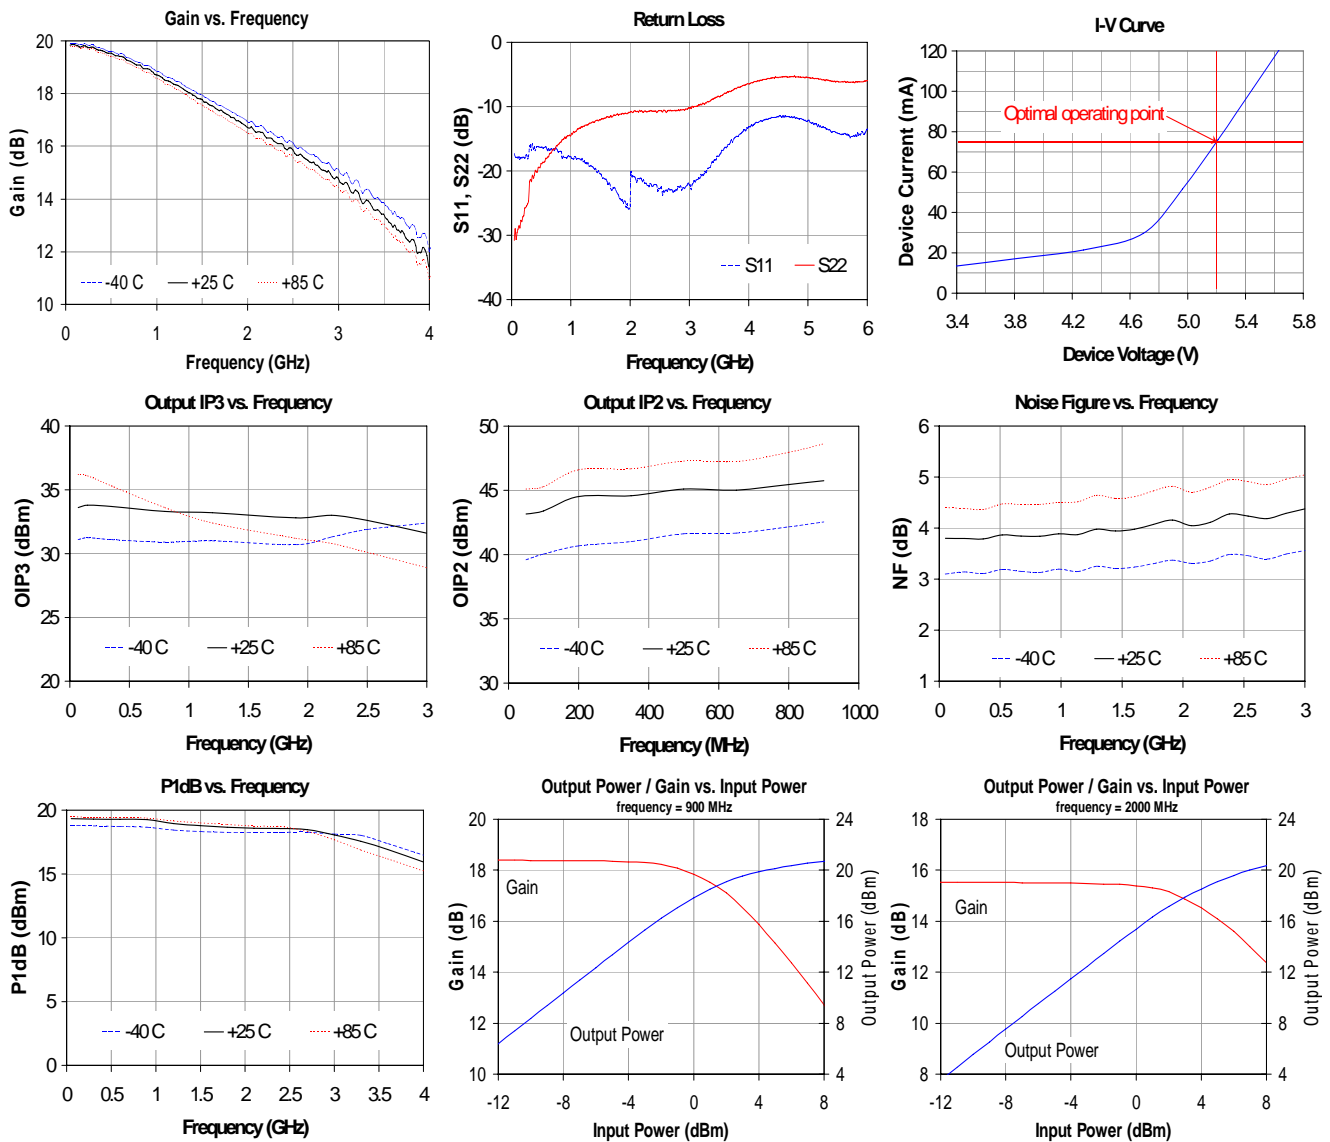 Gain vs. Frequency
20
18
16
14
12
10
Gain (dB)
-40 C
+25 C
+85 C
0 1 2 3 4
Frequency (GHz)
Return Loss
0
-10
-20
-30
-40
S11, S22 (dB)
S11
S22
0 1 2 3 4 5 6
Frequency (GHz)
I-V Curve
120
100
80
60
40
20
0
Device Current (mA)
Optimal operating point
3.4 3.8 4.2 4.6 5.0 5.4 5.8
Device Voltage (V)
Output IP3 vs. Frequency
40
35
30
25
20
OIP3 (dBm)
-40 C
+25 C
+85 C
0 0.5 1 1.5 2 2.5 3
Frequency (GHz)
Output IP2 vs. Frequency
50
45
40
35
30
OIP2 (dBm)
-40 C
+25 C
+85 C
0 200 400 600 800 1000
Frequency (MHz)
Noise Figure vs. Frequency
6
5
4
3
2
1
NF (dB)
-40 C
+25 C
+85 C
0 0.5 1 1.5 2 2.5 3
Frequency (GHz)
P1dB vs. Frequency
20
15
10
5
0
P1dB (dBm)
-40 C
+25 C
+85 C
0 0.5 1 1.5 2 2.5 3 3.5 4
Frequency (GHz)
Output Power / Gain vs. Input Power
frequency = 900 MHz
20
18
16
14
12
10
Gain (dB)
Gain
Output Power
24
20
16
12
8
4
Output Power (dBm)
-12 -8 -4 0 4 8
Input Power (dBm)
Output Power / Gain vs. Input Power
frequency = 2000 MHz
18
16
14
12
10
8
Gain (dB)
Gain
Output Power
24
20
16
12
8
4
Output Power (dBm)
-12 -8 -4 0 4 8
Input Power (dBm)